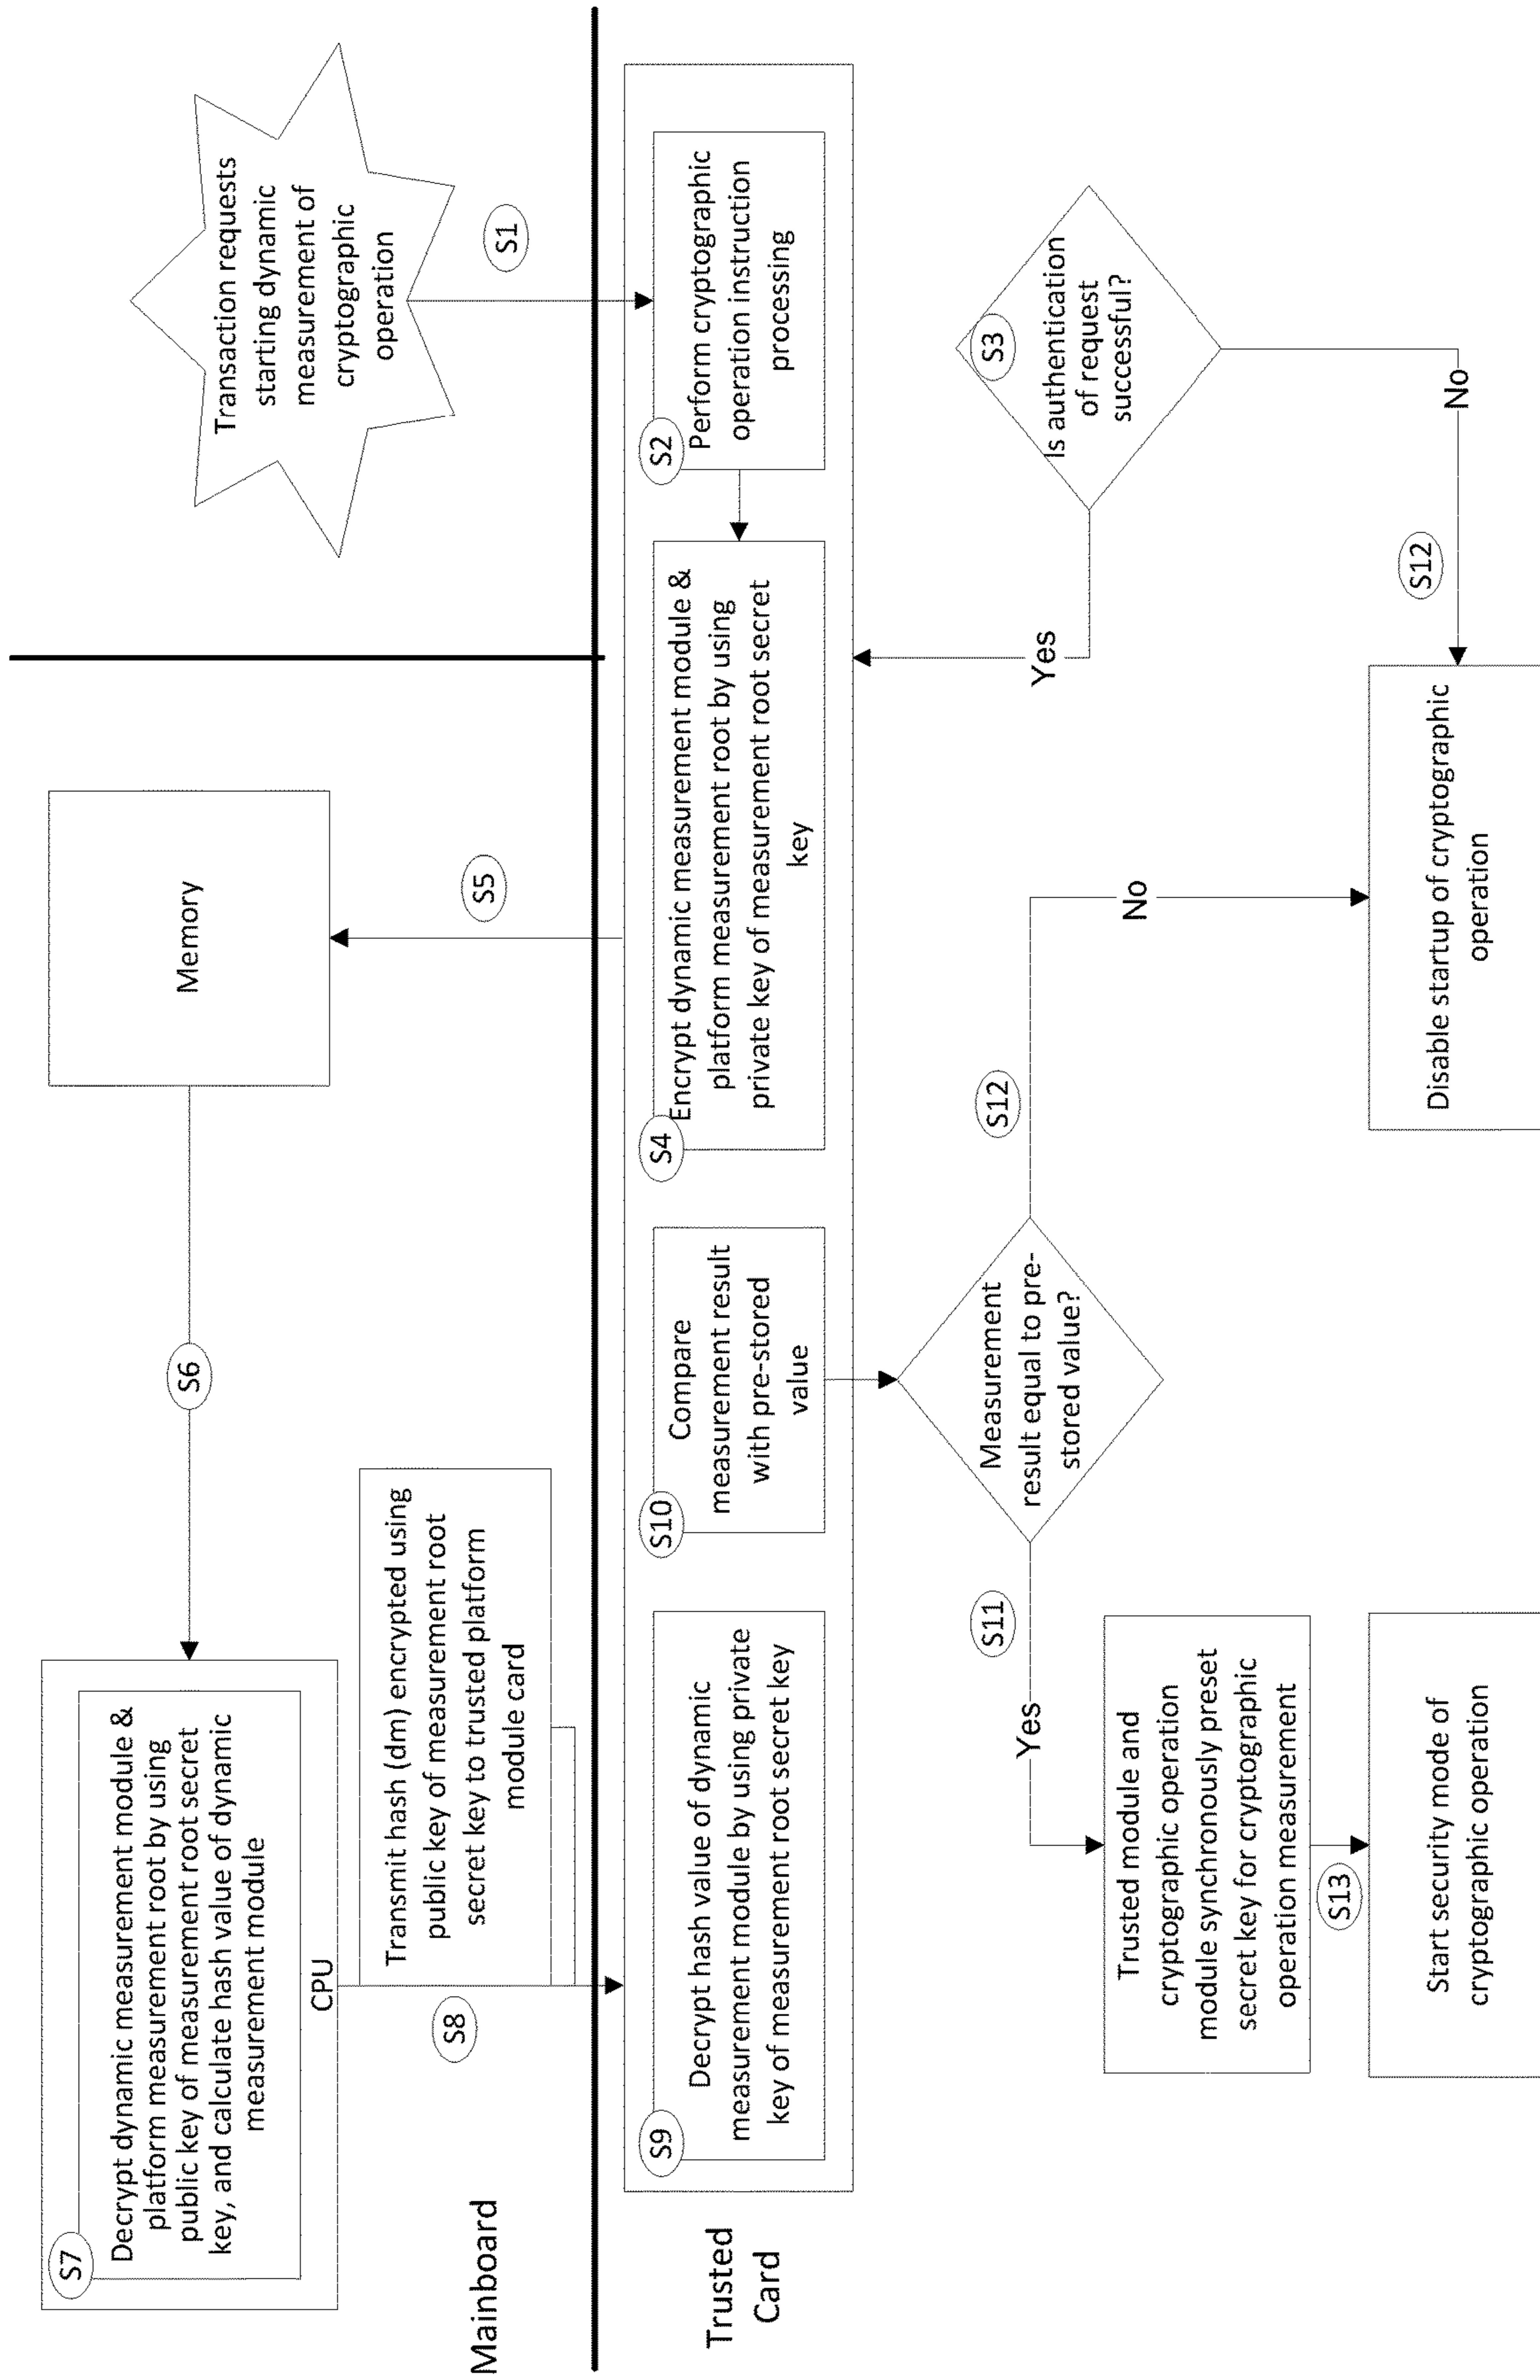 S7
Decrypt dynamic measurement module &
platform measurement root by using
public key of measurement root secret
key, and calculate hash value of dynamic
measurement module
CPU
S6
Memory
Transaction requests
starting dynamic
measurement of
cryptographic
operation
S1
S5
Transmit hash (dm) encrypted using
public key of measurement root
secret key to trusted platform
module card
S8
Mainboard
Trusted
Card
S9
Decrypt hash value of dynamic
measurement module by using private
key of measurement root secret key
S10
Compare
measurement result
with pre-stored
value
S4
Encrypt dynamic measurement module &
platform measurement root by using
private key of measurement root secret
key
S2
Perform cryptographic
operation instruction
processing
S3
Is authentication
of request
successful?
Yes
No
S12
Measurement
result equal to pre-
stored value?
S11
Yes
S12
No
Trusted module and
cryptographic operation
module synchronously preset
secret key for cryptographic
operation measurement
S13
Start security mode of
cryptographic operation
Disable startup of cryptographic
operation